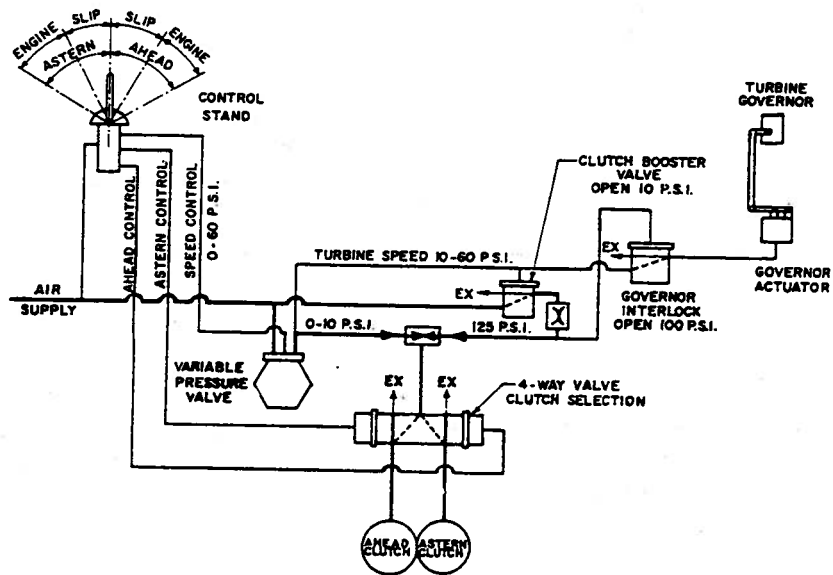 ENGINE
SLIP
SLIP
ENGINE
ASTERN
AHEAD
CONTROL
STAND
TURBINE
GOVERNOR
CLUTCH BOOSTER
VALVE
OPEN 10 P.S.I.
AHEAD CONTROL
ASTERN CONTROL
SPEED CONTROL
0-60 P.S.I.
TURBINE SPEED 10-60 P.S.I.
EX
EX
GOVERNOR
ACTUATOR
AIR
SUPPLY
GOVERNOR
INTERLOCK
OPEN 100 P.S.I.
0-10 P.S.I.
125 P.S.I.
VARIABLE
PRESSURE
VALVE
EX
EX
4-WAY VALVE
CLUTCH SELECTION
AHEAD
CLUTCH
ASTERN
CLUTCH